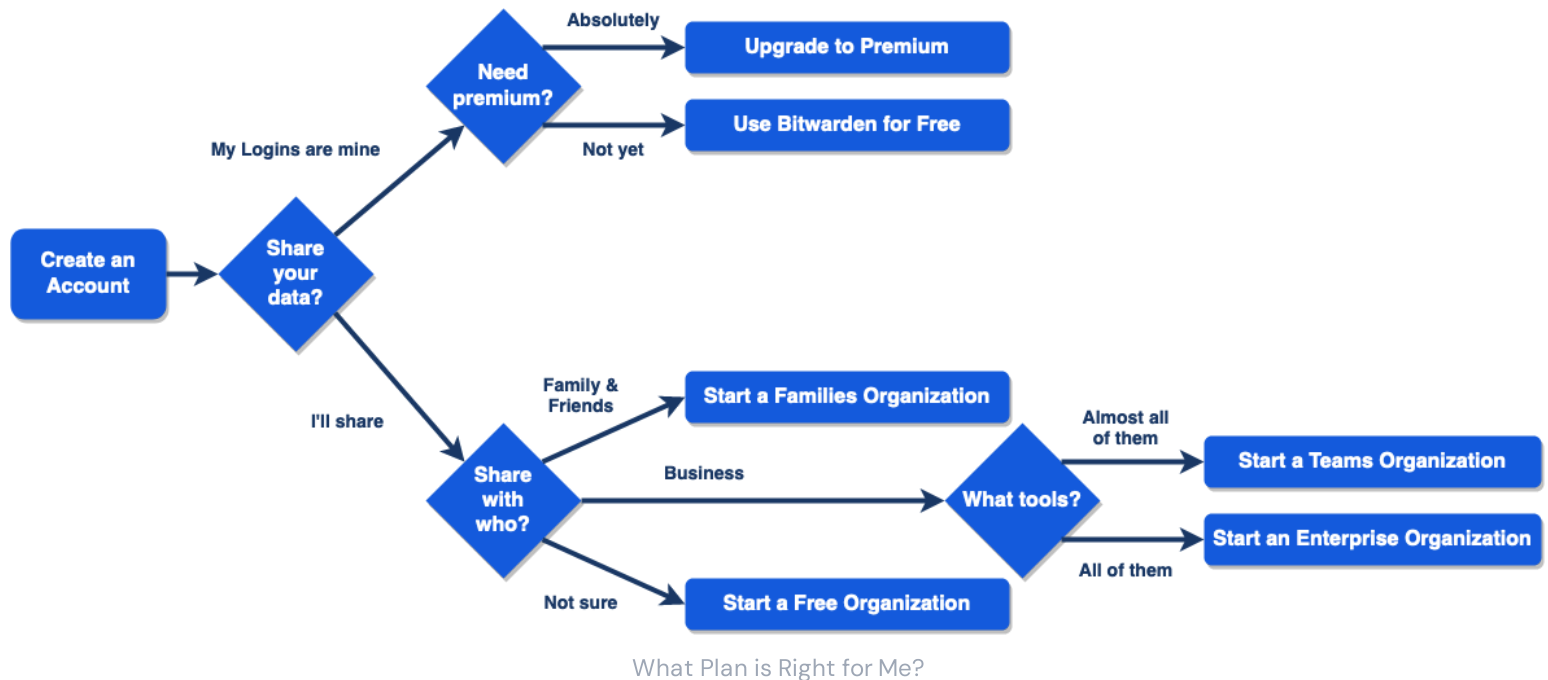 Absolutely
Upgrade to Premium
Need
premium?
Use Bitwarden for Free
Not yet
My Logins are mine
Create an
Account
Share
your
data?
I'll share
Family &
Friends
Start a Families Organization
Share
with
who?
Business
What tools?
Almost all
of them
Start a Teams Organization
Start an Enterprise Organization
All of them
Not sure
Start a Free Organization
What Plan is Right for Me?